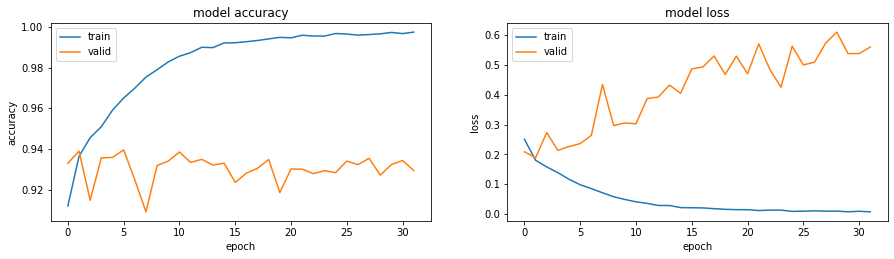 model accuracy
train
valid
1.00
0.98
0.96
0.94
0.92
accuracy
0
5
10
15
20
25
30
epoch
model loss
train
valid
0.6
0.5
0.4
0.3
0.2
0.1
0.0
loss
0
5
10
15
20
25
30
epoch